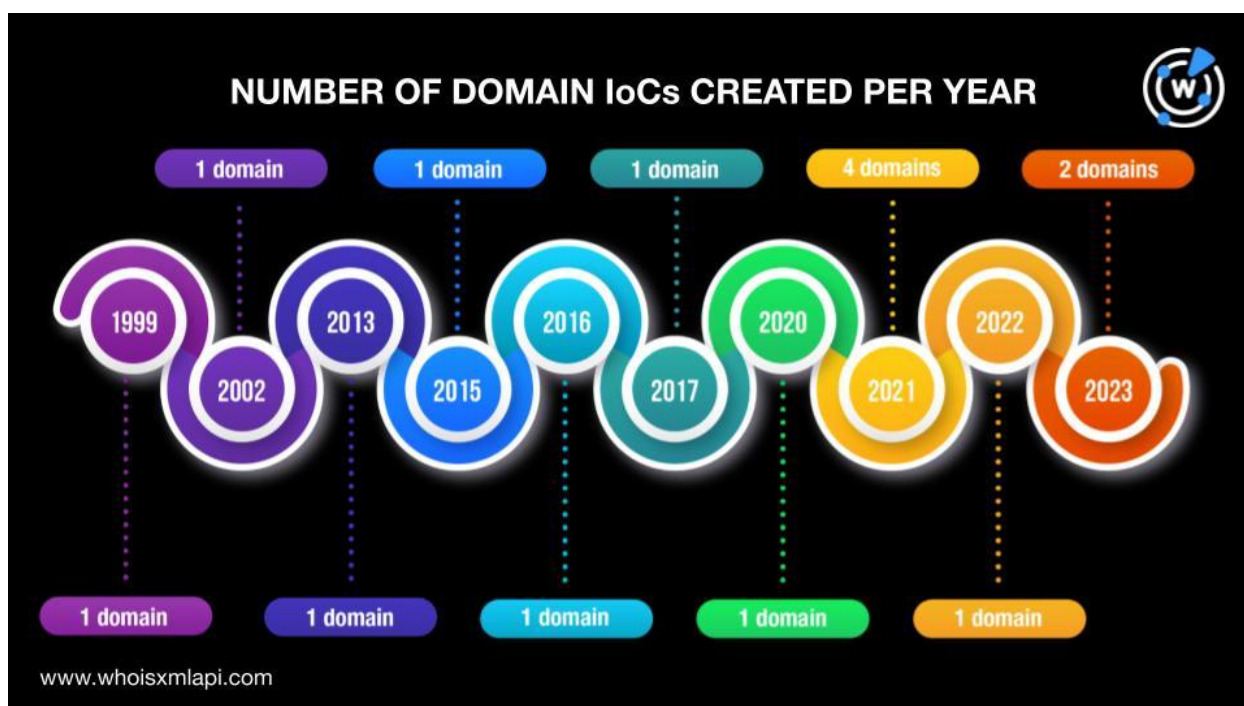 NUMBER OF DOMAIN IoCs CREATED PER YEAR
W
1 domain
1 domain
1 domain
4 domains
2 domains
1999
2013
2016
2020
2022
2002
2015
2017
2021
2023
1 domain
1 domain
1 domain
1 domain
1 domain
www.whoisxmlapi.com